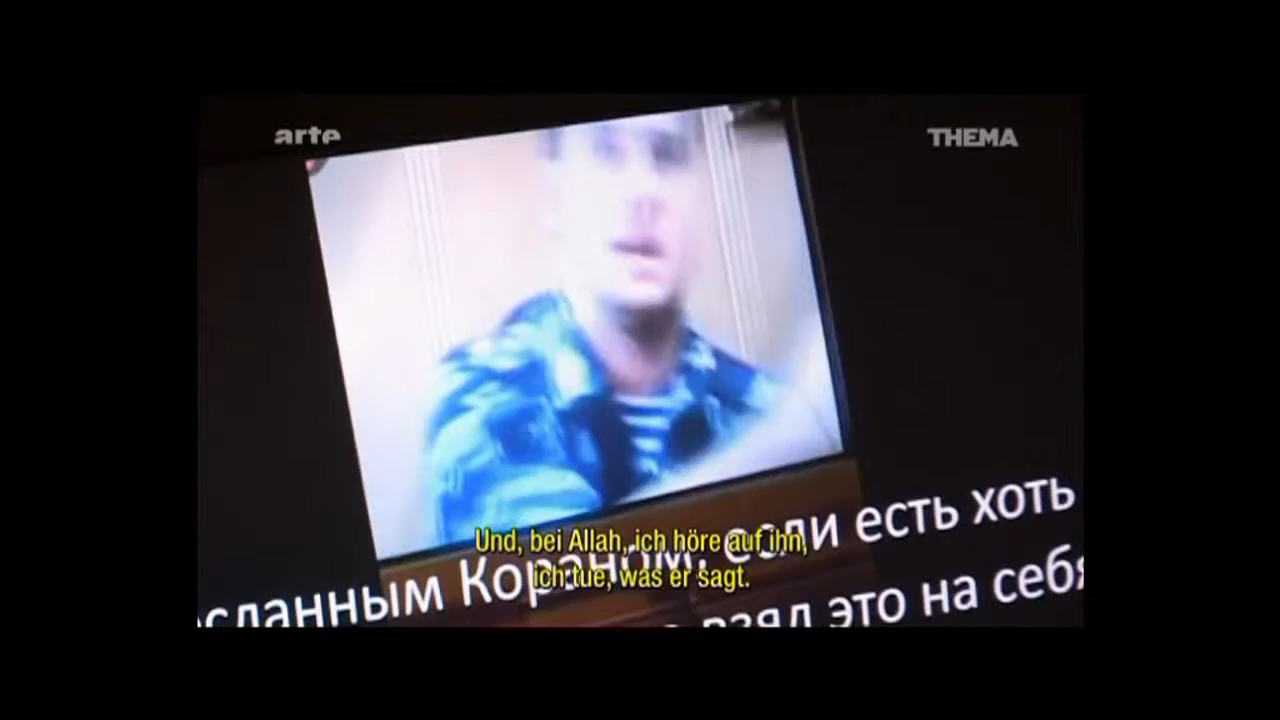 arte
THEMA
Кораном, если есть хоть
взял это на себя
Und, bei Allah, ich höre auf ihn,
ich tue, was er sagt.